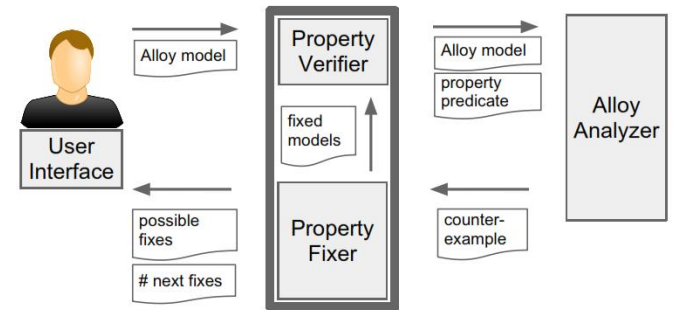 Alloy model
Property
Verifier
Alloy model
property
predicate
Alloy
Analyzer
fixed
models
User
Interface
possible
fixes
# next fixes
Property
Fixer
counter-
example